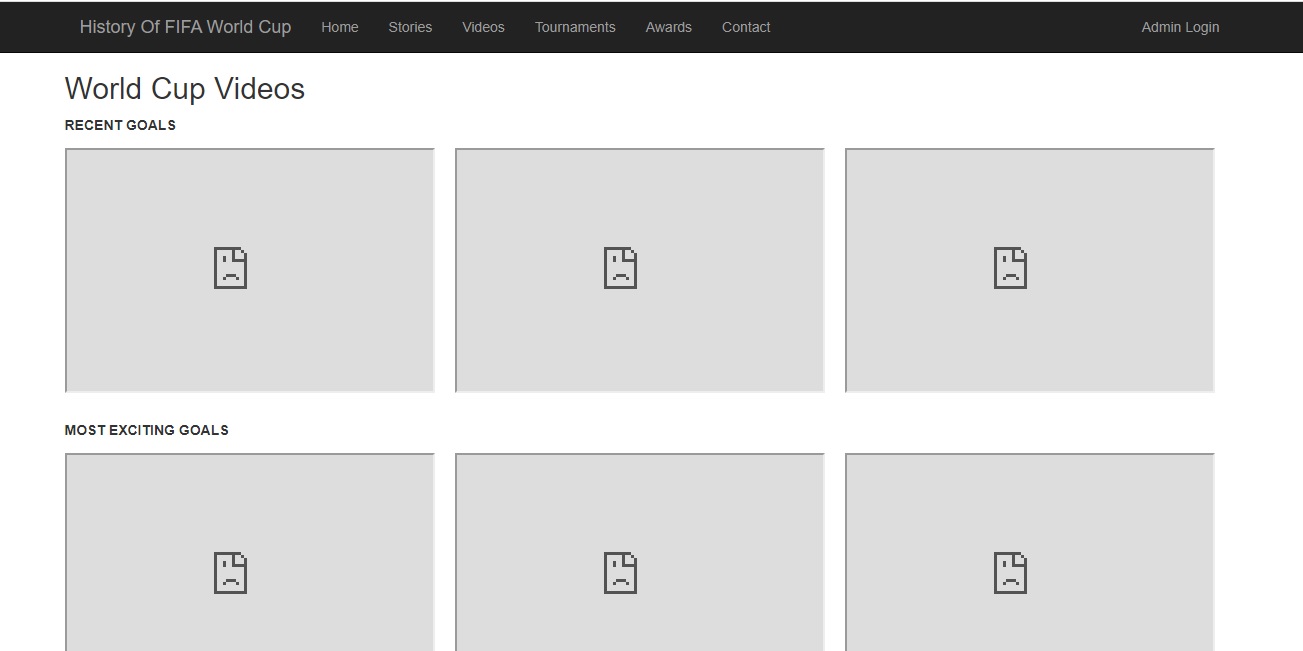 History Of FIFA World Cup Home Stories Videos Tournaments Awards Contact Admin Login
World Cup Videos
RECENT GOALS
MOST EXCITING GOALS